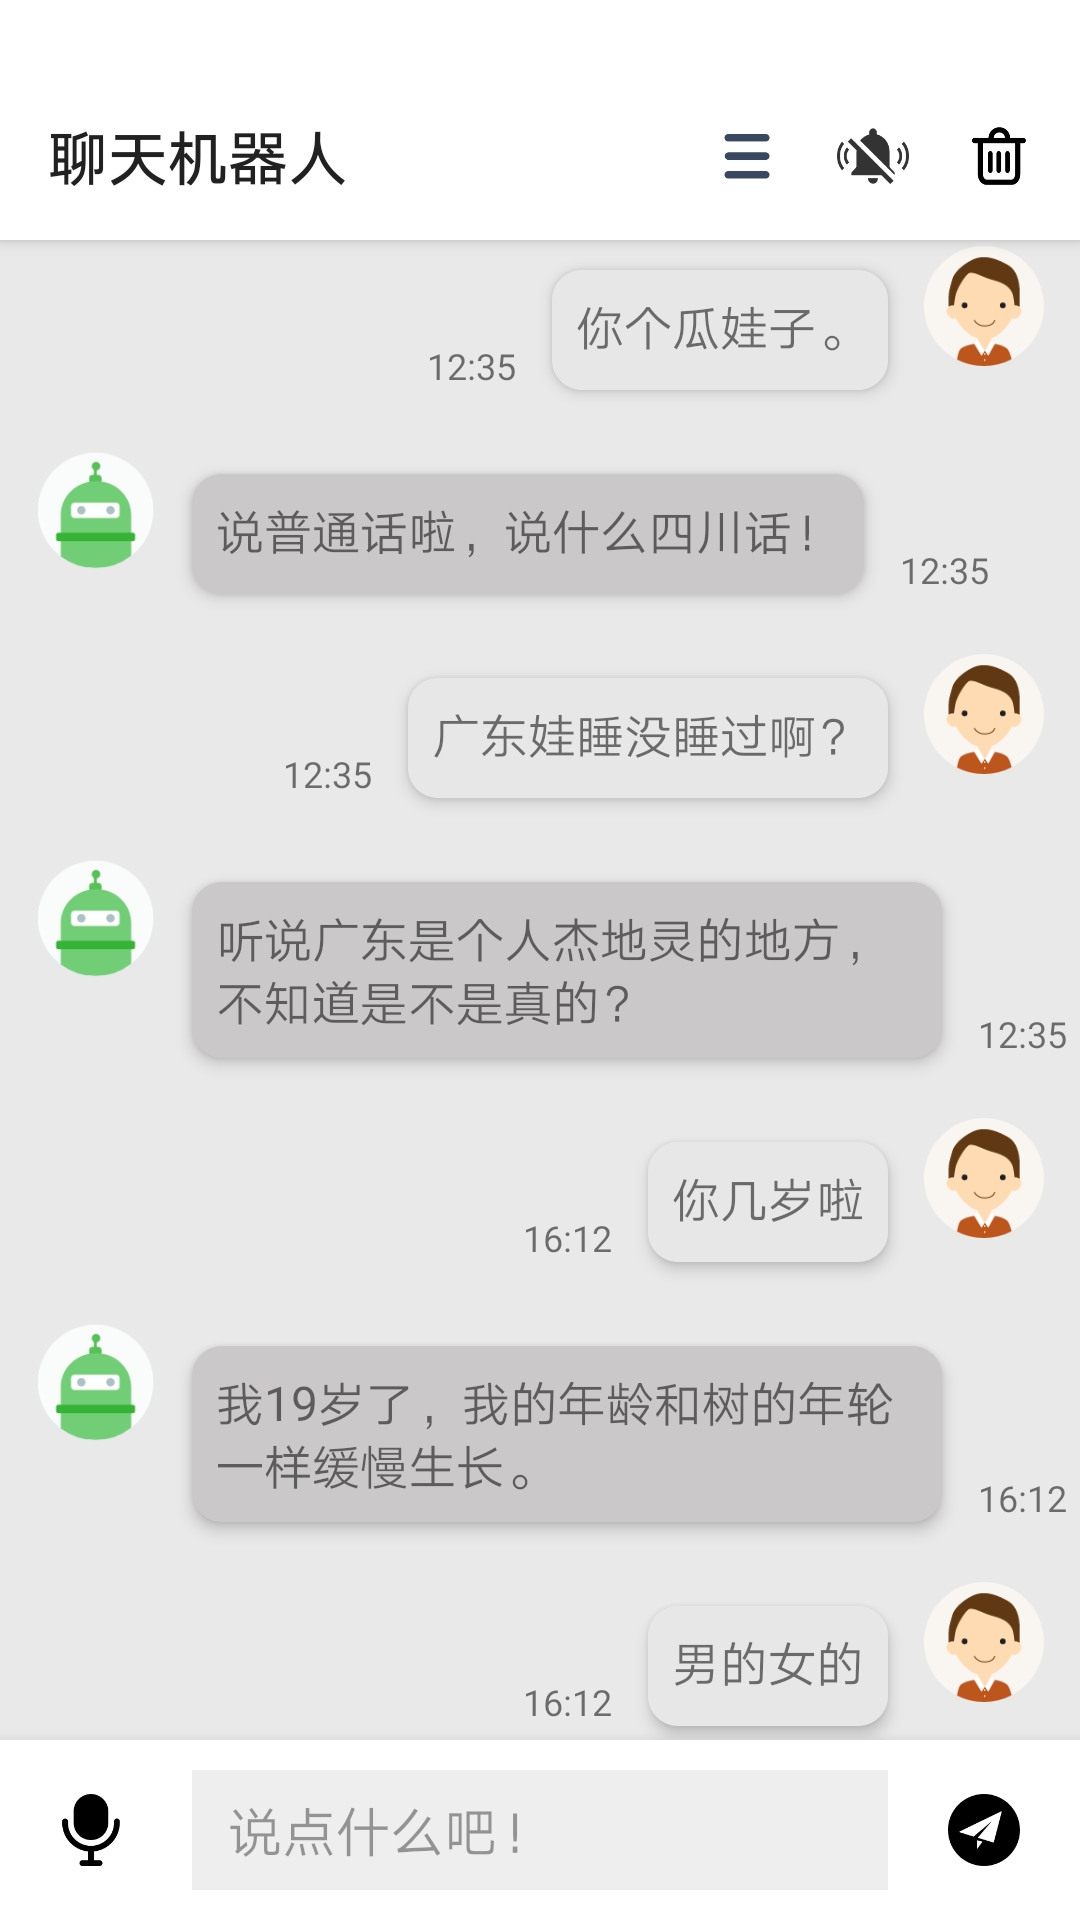 聊天机器人
你个瓜娃子。
12:35
说普通话啦，说什么四川话！
12:35
广东娃睡没睡过啊？
12:35
听说广东是个人杰地灵的地方，
不知道是不是真的？
12:35
你几岁啦
16:12
我19岁了，我的年龄和树的年轮
一样缓慢生长。
16:12
男的女的
16:12
说点什么吧！